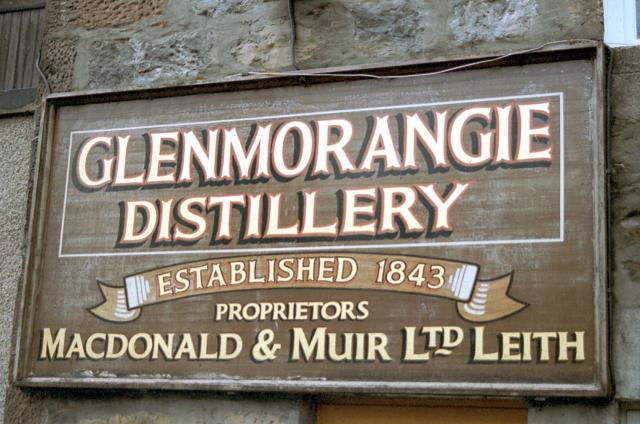 GLENMORANGIE
DISTILLERY
ESTABLISHED 1843
PROPRIETORS
MACDONALD & MUIR LTD LEITH